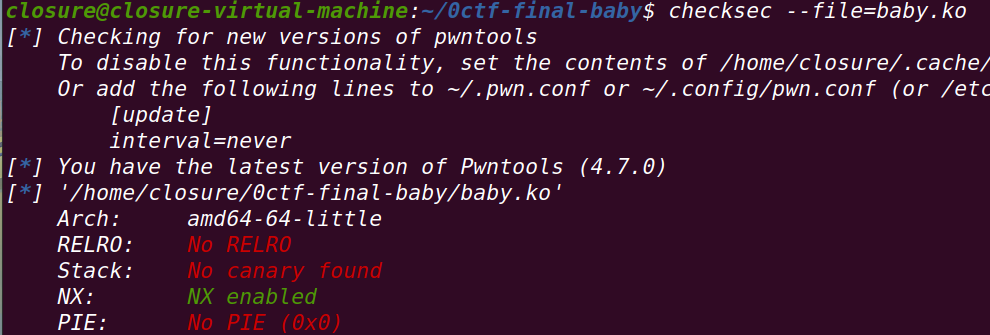 closure@closure-virtual-machine:~/0ctf-final-baby$ checksec --file=baby.ko
[*] Checking for new versions of pwntools
To disable this functionality, set the contents of /home/closure/.cache/
Or add the following lines to ~/.pwn.conf or ~/.config/pwn.conf (or /etc
[update]
interval=never
[*] You have the latest version of Pwntools (4.7.0)
[*] '/home/closure/0ctf-final-baby/baby.ko'
Arch: amd64-64-little
RELRO: No RELRO
Stack: No canary found
NX: NX enabled
PIE: No PIE (0x0)